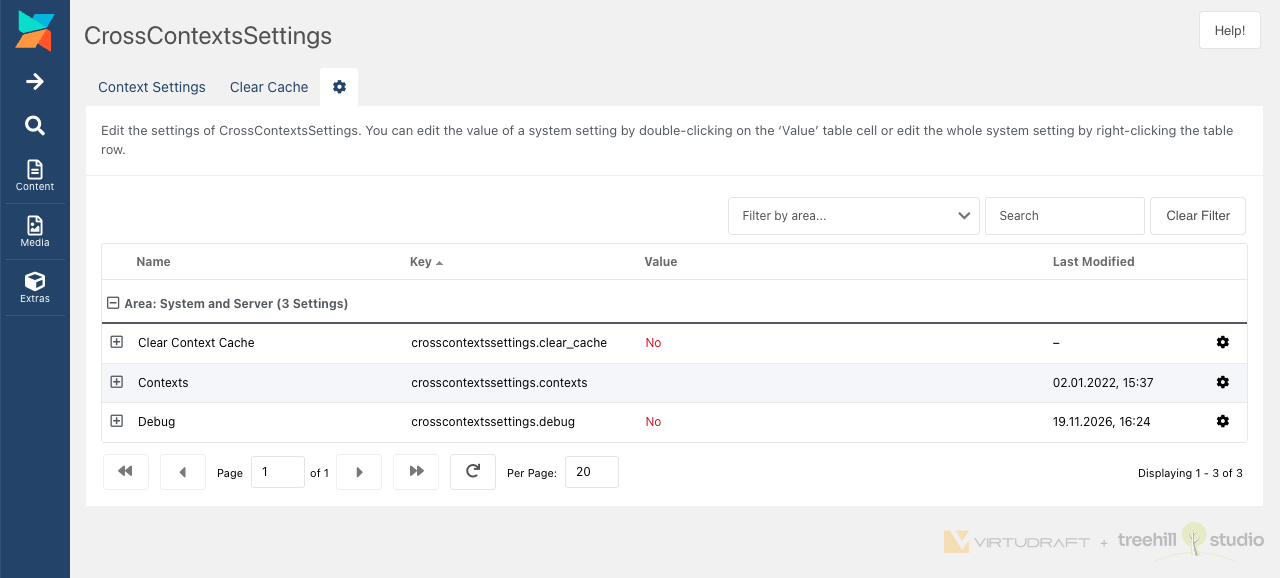 CrossContextsSettings
Help!
Context Settings
Clear Cache
Edit the settings of CrossContextsSettings. You can edit the value of a system setting by double-clicking on the ‘Value’ table cell or edit the whole system setting by right-clicking the table
row.
Content
Media
Extras
Filter by area...
Search
Clear Filter
Name Key Value Last Modified
Area: System and Server (3 Settings)
Clear Context Cache crosscontextssettings.clear_cache No –
Contexts crosscontextssettings.contexts 02.01.2022, 15:37
Debug crosscontextssettings.debug No 19.11.2026, 16:24
Page 1 of 1 Per Page: 20 Displaying 1 - 3 of 3
VIRTUDRAFT + treehill studio